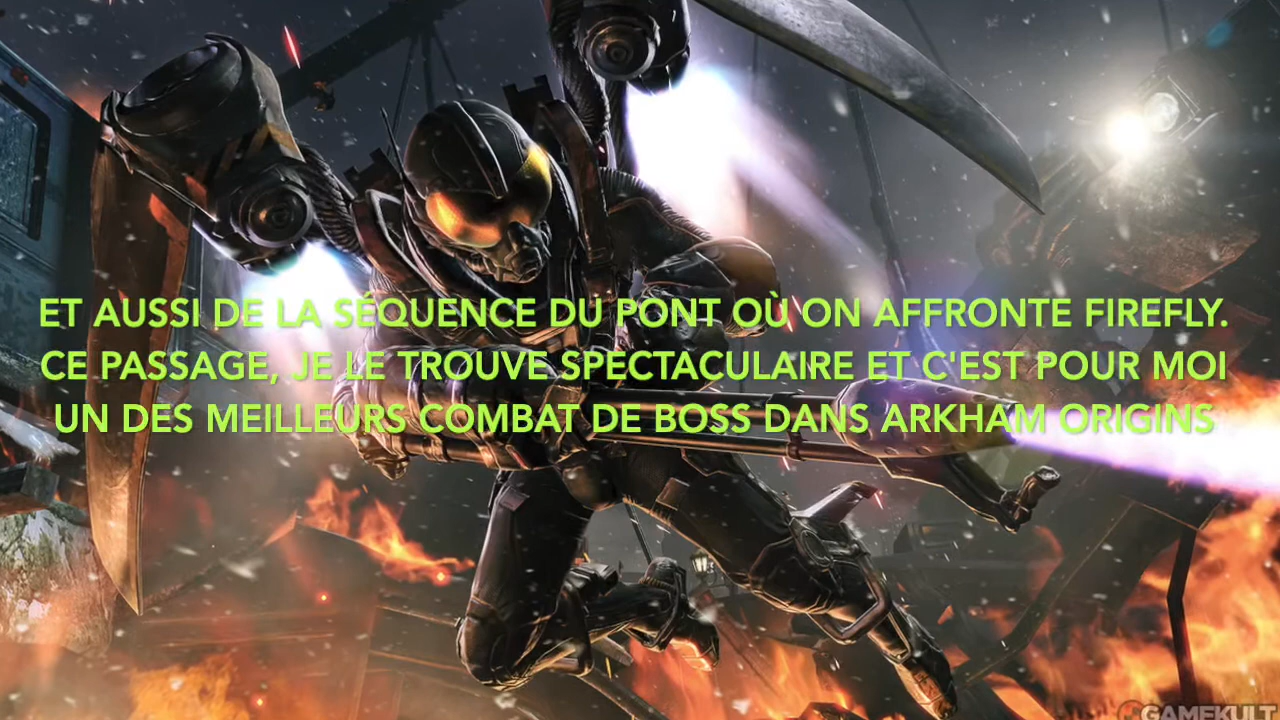 ET AUSSI DE LA SÉQUENCE DU PONT OÙ ON AFFRONTE FIREFLY.
CE PASSAGE, JE LE TROUVE SPECTACULAIRE ET C'EST POUR MOI
UN DES MEILLEURS COMBAT DE BOSS DANS ARKHAM ORIGINS
GAMEKULT